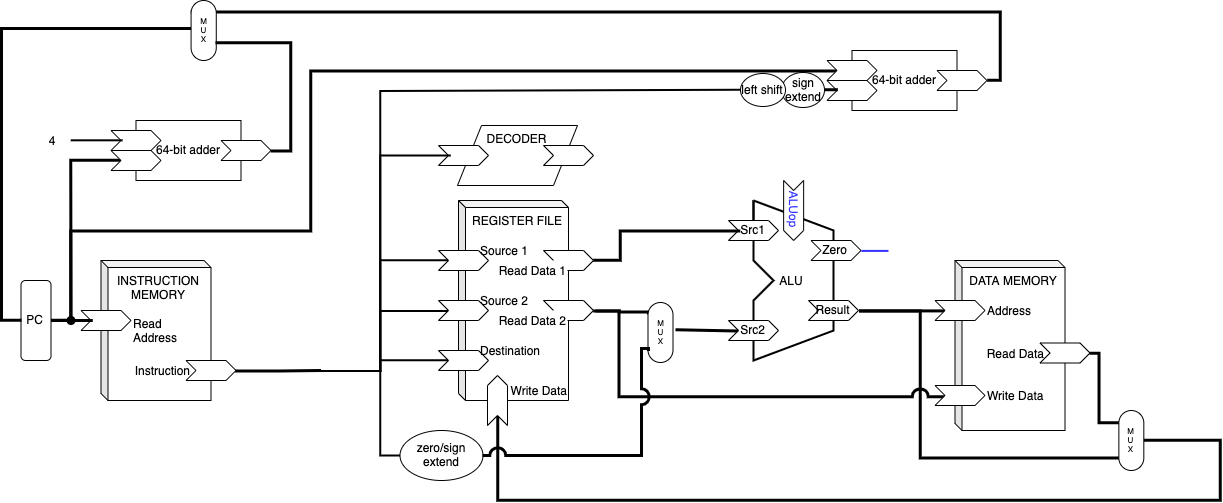 M
U
X
64-bit adder
left shift
sign
extend
4
64-bit adder
DECODER
ALUop
REGISTER FILE
Src1
Source 1
Zero
Read Data 1
INSTRUCTION
MEMORY
DATA MEMORY
ALU
Source 2
Result
Address
PC
Read
Address
Read Data 2
M
U
X
Src2
Destination
Read Data
Instruction
Write Data
Write Data
M
U
X
zero/sign
extend